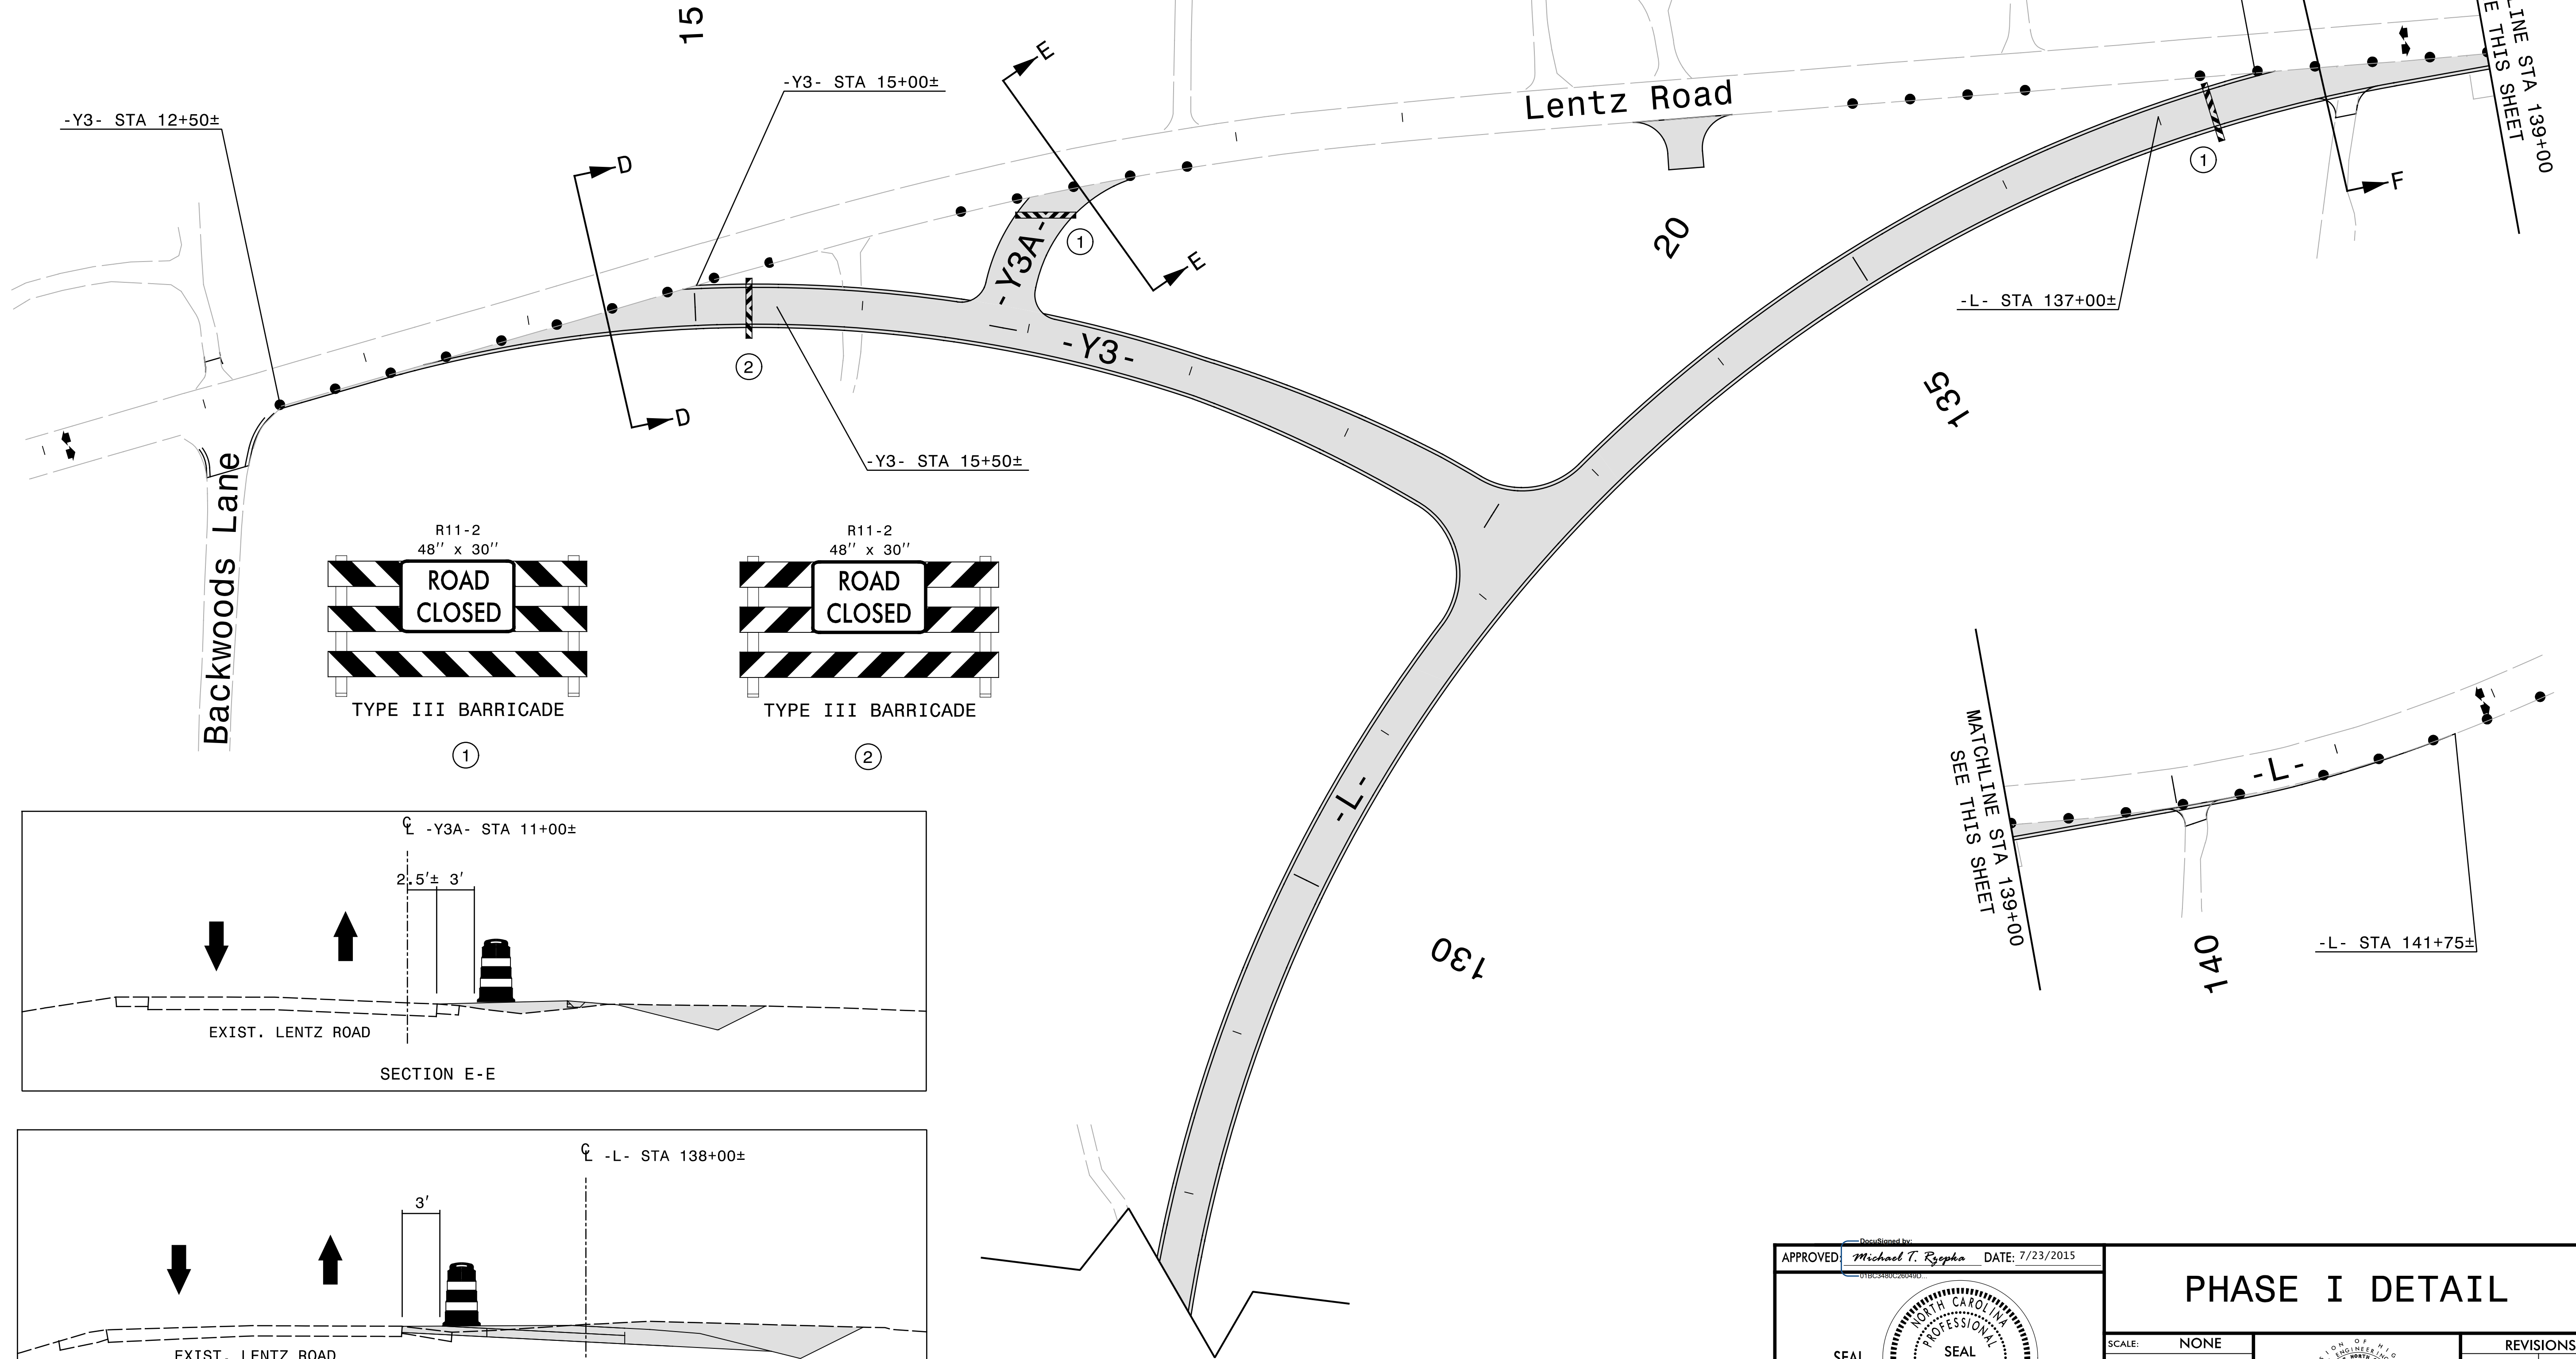 15
-Y3- STA 12+50±
-Y3- STA 15+00±
E
E
D
D
Lentz Road
LINE STA 139+00
E THIS SHEET
F
1
1
2
-Y3A-
-Y3-
20
-L- STA 137+00±
135
-Y3- STA 15+50±
Backwoods Lane
R11-2
48'' x 30''
ROAD
CLOSED
TYPE III BARRICADE
1
R11-2
48'' x 30''
ROAD
CLOSED
TYPE III BARRICADE
2
-L-
130
MATCHLINE STA 139+00
SEE THIS SHEET
-L-
140
-L- STA 141+75±
℄ -Y3A- STA 11+00±
2.5'± 3'
EXIST. LENTZ ROAD
SECTION E-E
℄ -L- STA 138+00±
3'
EXIST. LENTZ ROAD
DocuSigned by:
APPROVED: Michael T. Rzepka DATE: 7/23/2015
01BC3480C26049D...
NORTH CAROLINA
PROFESSIONAL
SEAL
SEAL
PHASE I DETAIL
SCALE: NONE
REVISIONS